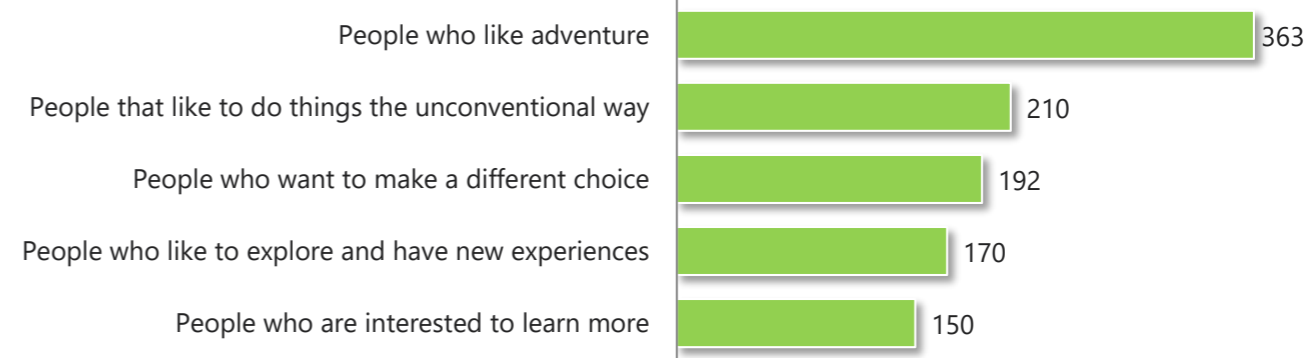 People who like adventure 363
People that like to do things the unconventional way 210
People who want to make a different choice 192
People who like to explore and have new experiences 170
People who are interested to learn more 150